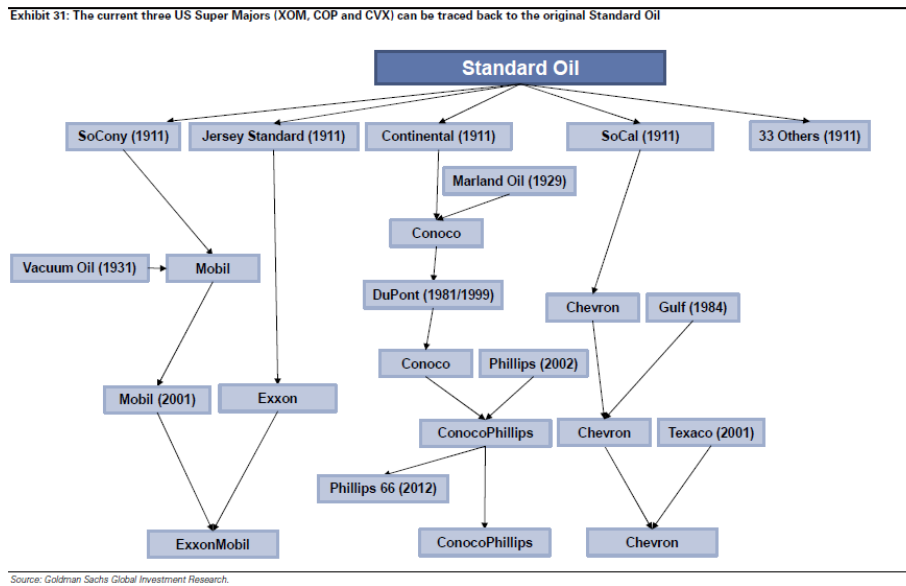 Exhibit 31: The current three US Super Majors (XOM, COP and CVX) can be traced back to the original Standard Oil
Standard Oil
SoCony (1911)
Jersey Standard (1911)
Continental (1911)
SoCal (1911)
33 Others (1911)
Marland Oil (1929)
Conoco
Vacuum Oil (1931)
Mobil
DuPont (1981/1999)
Chevron
Gulf (1984)
Conoco
Phillips (2002)
Mobil (2001)
Exxon
ConocoPhillips
Chevron
Texaco (2001)
Phillips 66 (2012)
ExxonMobil
ConocoPhillips
Chevron
Source: Goldman Sachs Global Investment Research.